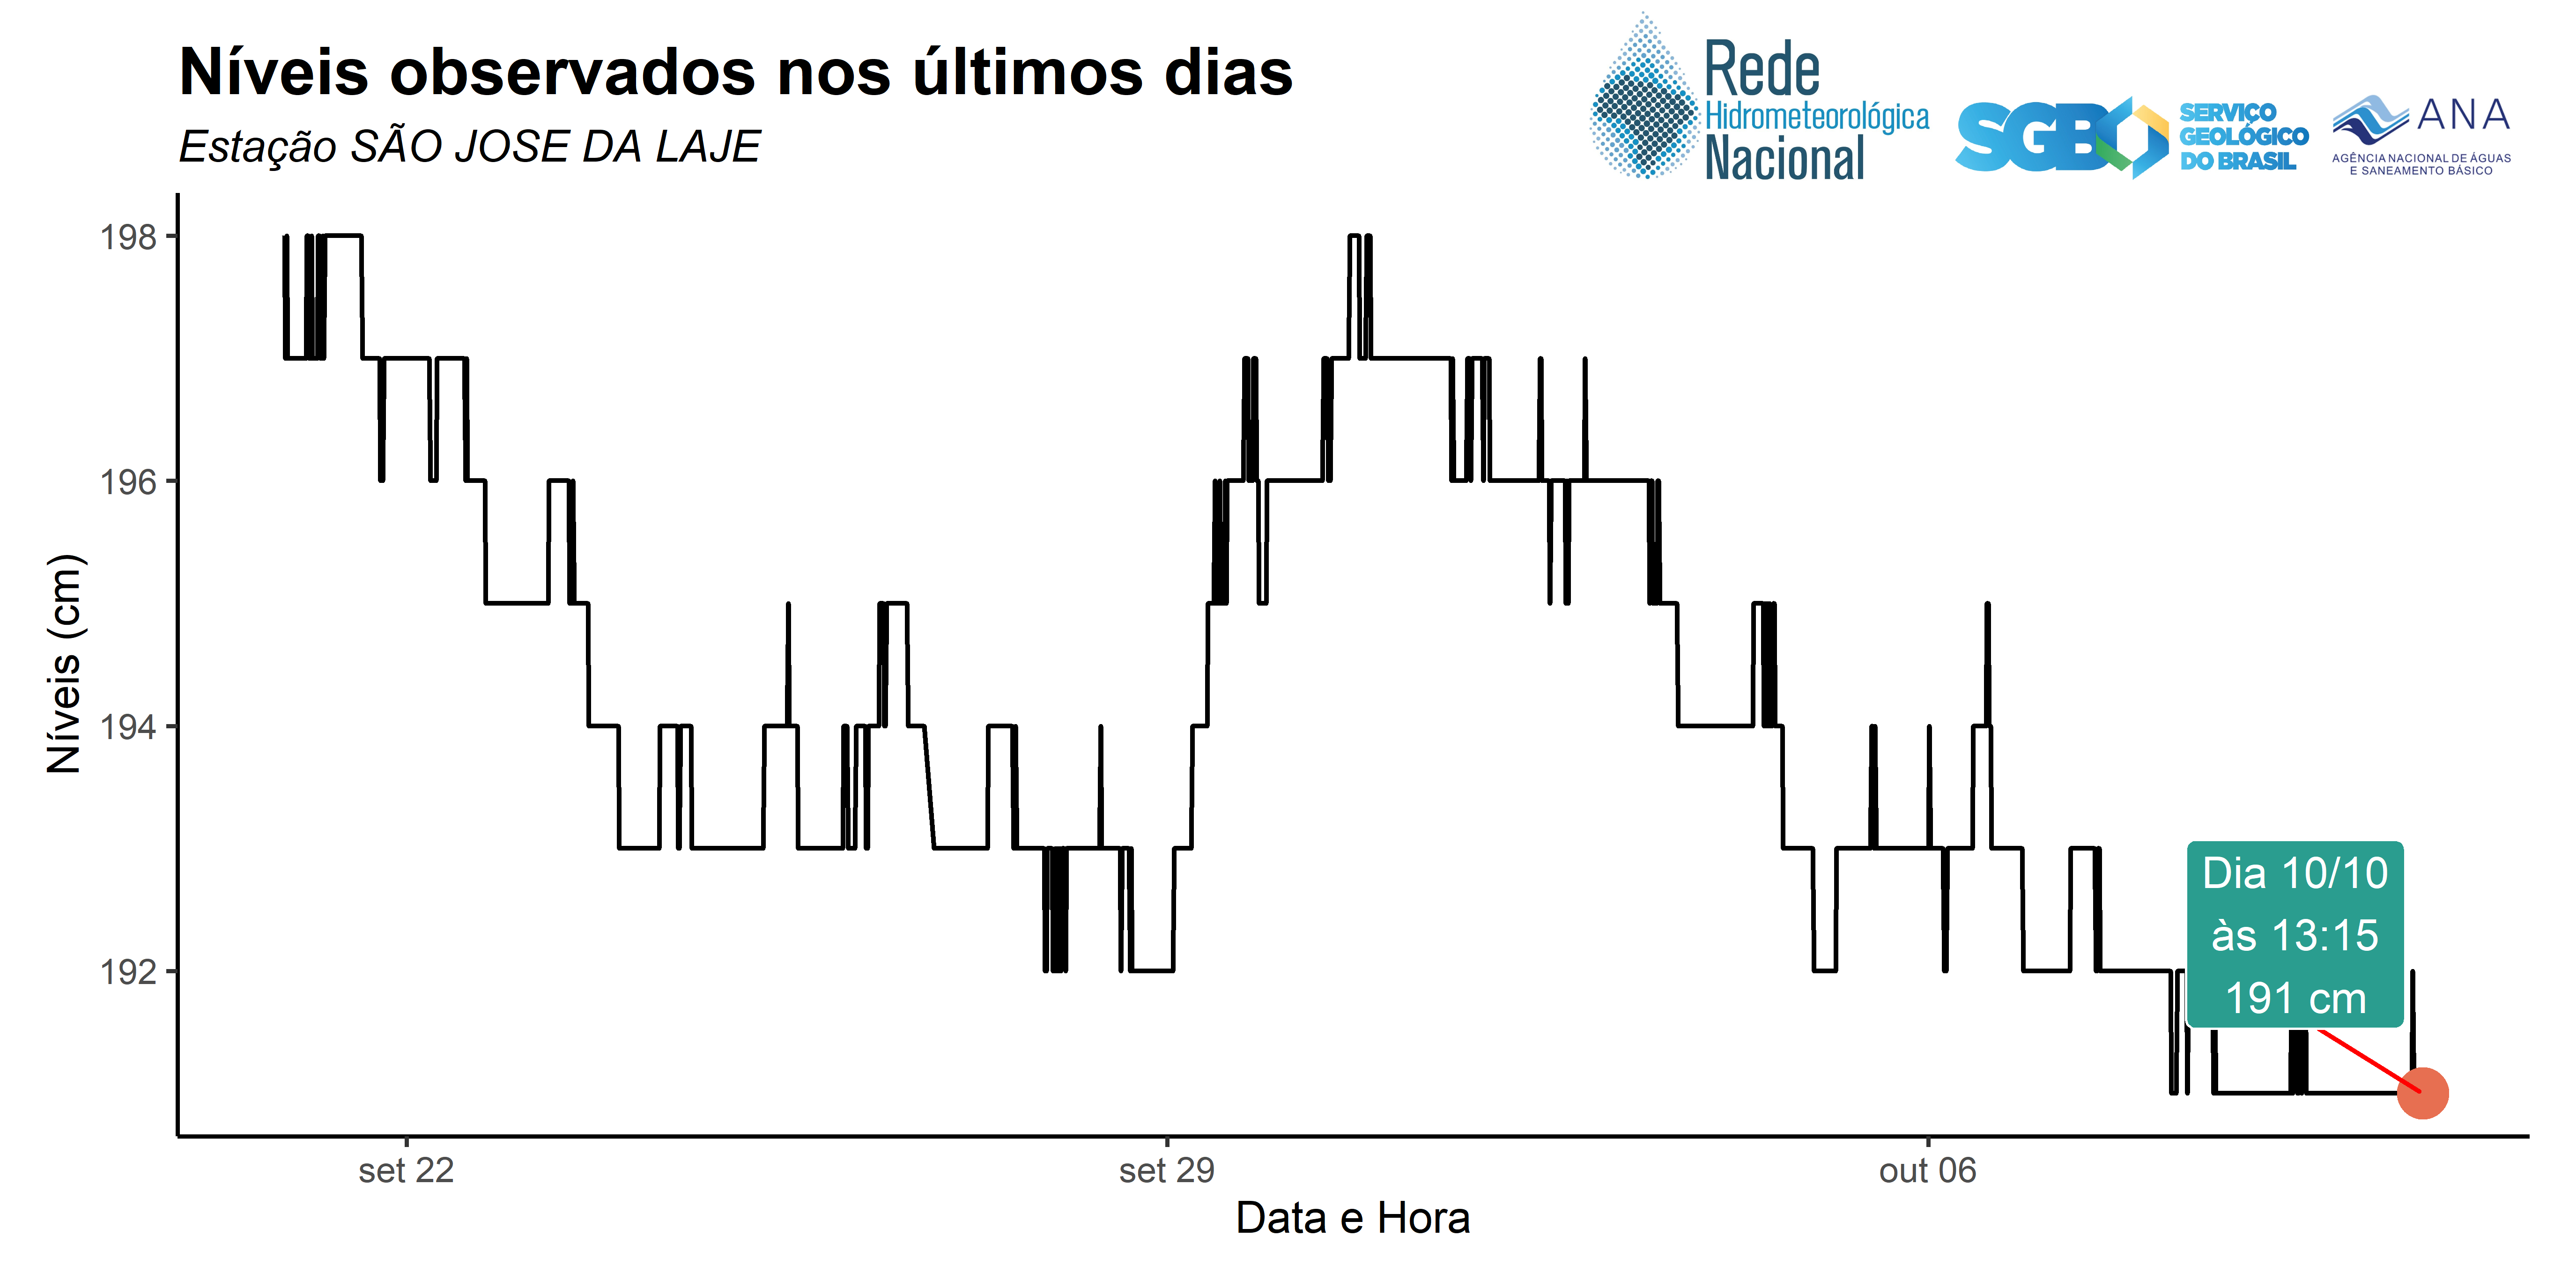 Níveis observados nos últimos dias
Estação SÃO JOSE DA LAJE
Rede
Hidrometeorológica
Nacional
SGB
SERVIÇO
GEOLÓGICO
DO BRASIL
ANA
AGÊNCIA NACIONAL DE ÁGUAS
E SANEAMENTO BÁSICO
Níveis (cm)
198
196
194
192
Dia 10/10
às 13:15
191 cm
set 22
set 29
out 06
Data e Hora